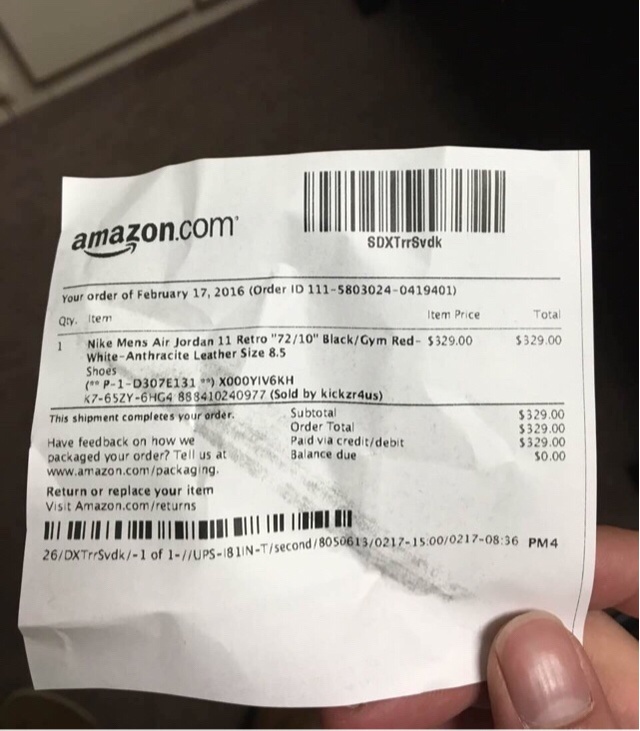 amazon.com
SDXTrrSvdk
Your order of February 17, 2016 (Order ID 111-5803024-0419401)
Qty. Item Item Price Total
1 Nike Mens Air Jordan 11 Retro "72/10" Black/Gym Red- $329.00 $329.00
White-Anthracite Leather Size 8.5
Shoes
(** P-1-D307E131 **) X000YIV6KH
K7-65ZY-6HG4 888410240977 (Sold by kickzr4us)
This shipment completes your order. Subtotal $329.00
Order Total $329.00
Have feedback on how we Paid via credit/debit $329.00
packaged your order? Tell us at Balance due $0.00
www.amazon.com/packaging.
Return or replace your item
Visit Amazon.com/returns
26/DXTrrSvdk/-1 of 1-//UPS-I81IN-T/second/8050613/0217-15:00/0217-08:36 PM4